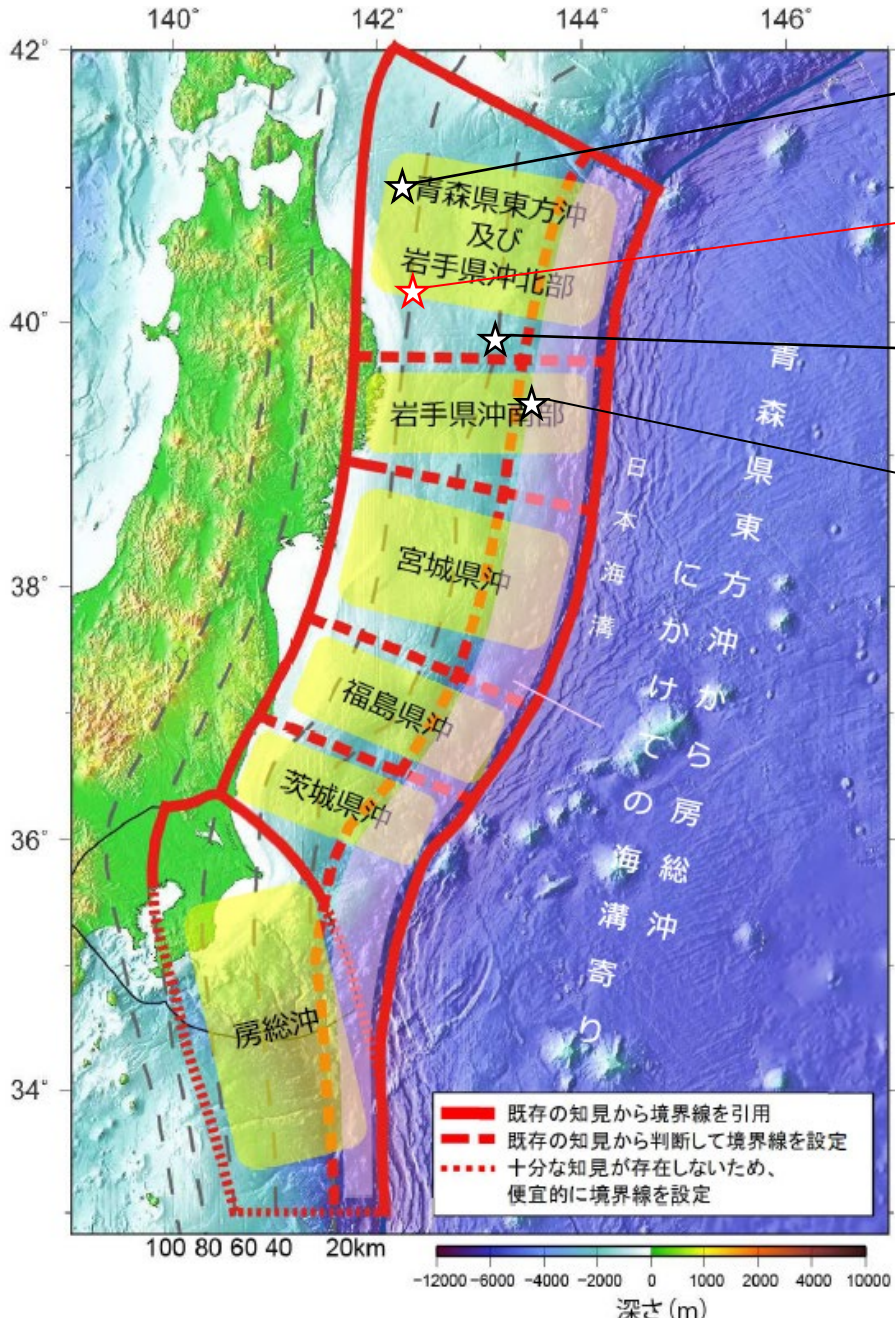 140° 142° 144° 146°
42°
40°
38°
36°
34°
青森県東方沖
及び
岩手県沖北部
岩手県沖南部
宮城県沖
福島県沖
茨城県沖
房総沖
日本海溝
青森県東方沖から房総沖
にかけての海溝寄り
既存の知見から境界線を引用
既存の知見から判断して境界線を設定
十分な知見が存在しないため、
便宜的に境界線を設定
100 80 60 40 20km
-12000 -6000 -4000 -2000 0 1000 2000 4000 10000
深さ(m)